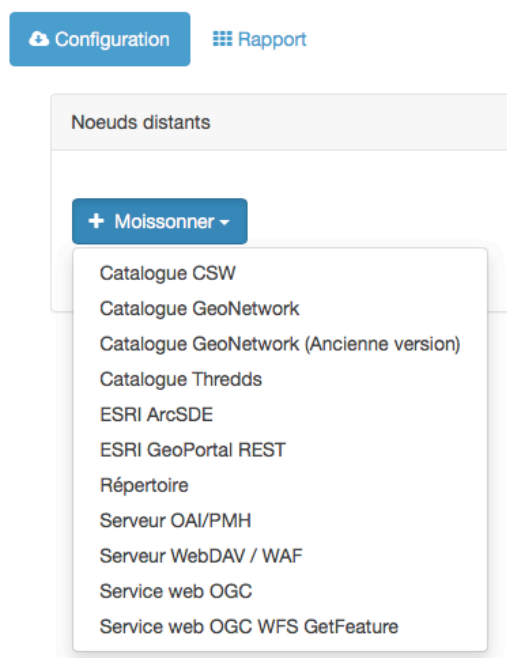 Configuration
Rapport
Noeuds distants
+ Moissonner
Catalogue CSW
Catalogue GeoNetwork
Catalogue GeoNetwork (Ancienne version)
Catalogue Thredds
ESRI ArcSDE
ESRI GeoPortal REST
Répertoire
Serveur OAI/PMH
Serveur WebDAV / WAF
Service web OGC
Service web OGC WFS GetFeature